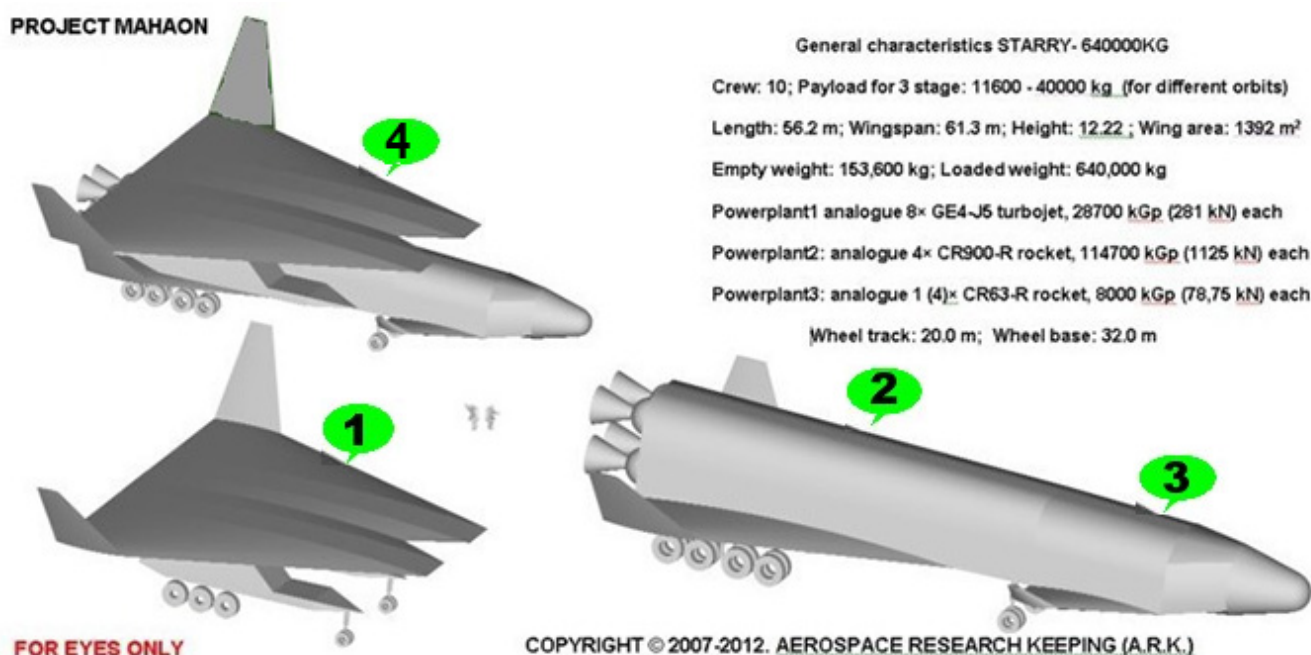 PROJECT MAHAON
General characteristics STARRY- 640000KG
Crew: 10; Payload for 3 stage: 11600 - 40000 kg (for different orbits)
Length: 56.2 m; Wingspan: 61.3 m; Height: 12.22 ; Wing area: 1392 m²
Empty weight: 153,600 kg; Loaded weight: 640,000 kg
Powerplant1 analogue 8× GE4-J5 turbojet, 28700 kGp (281 kN) each
Powerplant2: analogue 4× CR900-R rocket, 114700 kGp (1125 kN) each
Powerplant3: analogue 1 (4)× CR63-R rocket, 8000 kGp (78,75 kN) each
Wheel track: 20.0 m; Wheel base: 32.0 m
4
1
2
3
FOR EYES ONLY
COPYRIGHT © 2007-2012. AEROSPACE RESEARCH KEEPING (A.R.K.)